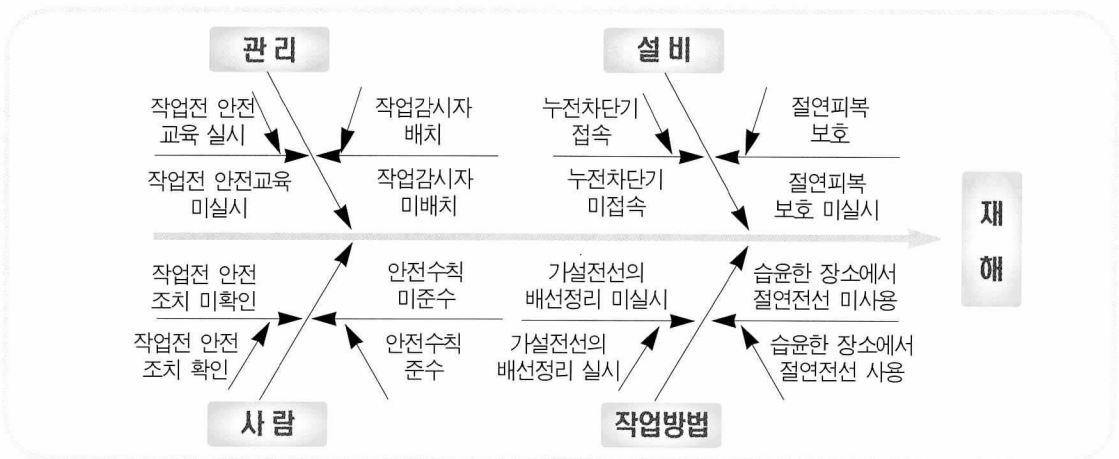 관 리
작업전 안전
교육 실시
작업감시자
배치
작업전 안전교육
미실시
작업감시자
미배치
설 비
누전차단기
접속
절연피복
보호
누전차단기
미접속
절연피복
보호 미실시
재
해
작업전 안전
조치 미확인
안전수칙
미준수
작업전 안전
조치 확인
안전수칙
준수
사 람
가설전선의
배선정리 미실시
습윤한 장소에서
절연전선 미사용
가설전선의
배선정리 실시
습윤한 장소에서
절연전선 사용
작업방법